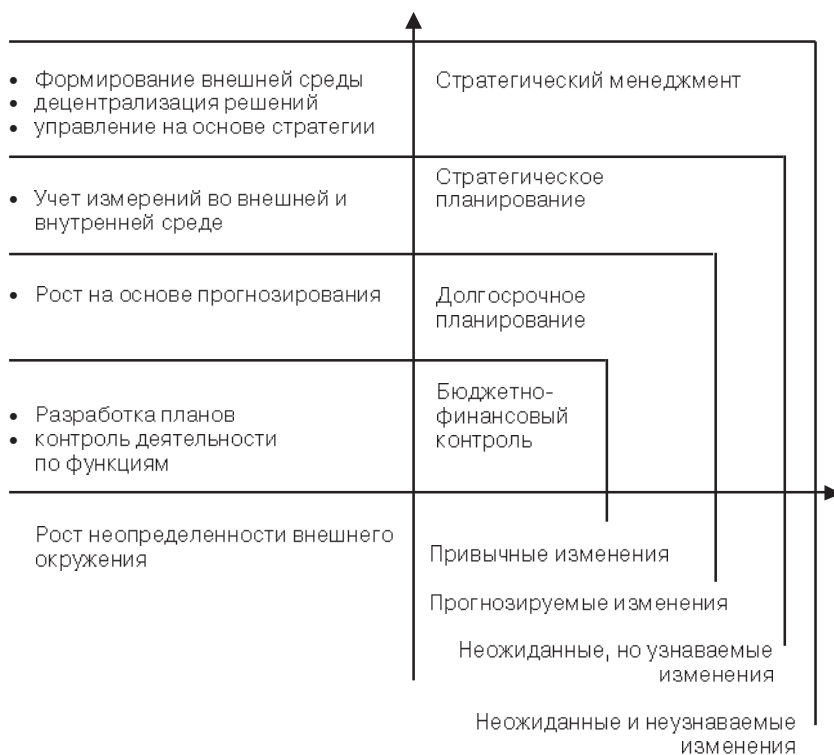 • Формирование внешней среды
• децентрализация решений
• управление на основе стратегии
Стратегический менеджмент
• Учет измерений во внешней и
внутренней среде
Стратегическое
планирование
• Рост на основе прогнозирования
Долгосрочное
планирование
• Разработка планов
• контроль деятельности
по функциям
Бюджетно-
финансовый
контроль
Рост неопределенности внешнего
окружения
Привычные изменения
Прогнозируемые изменения
Неожиданные, но узнаваемые
изменения
Неожиданные и неузнаваемые
изменения